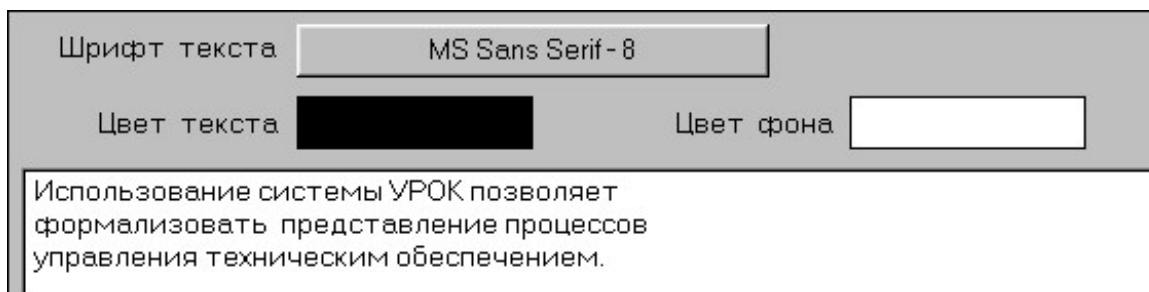 Шрифт текста MS Sans Serif - 8
Цвет текста Цвет фона
Использование системы УРОК позволяет
формализовать представление процессов
управления техническим обеспечением.